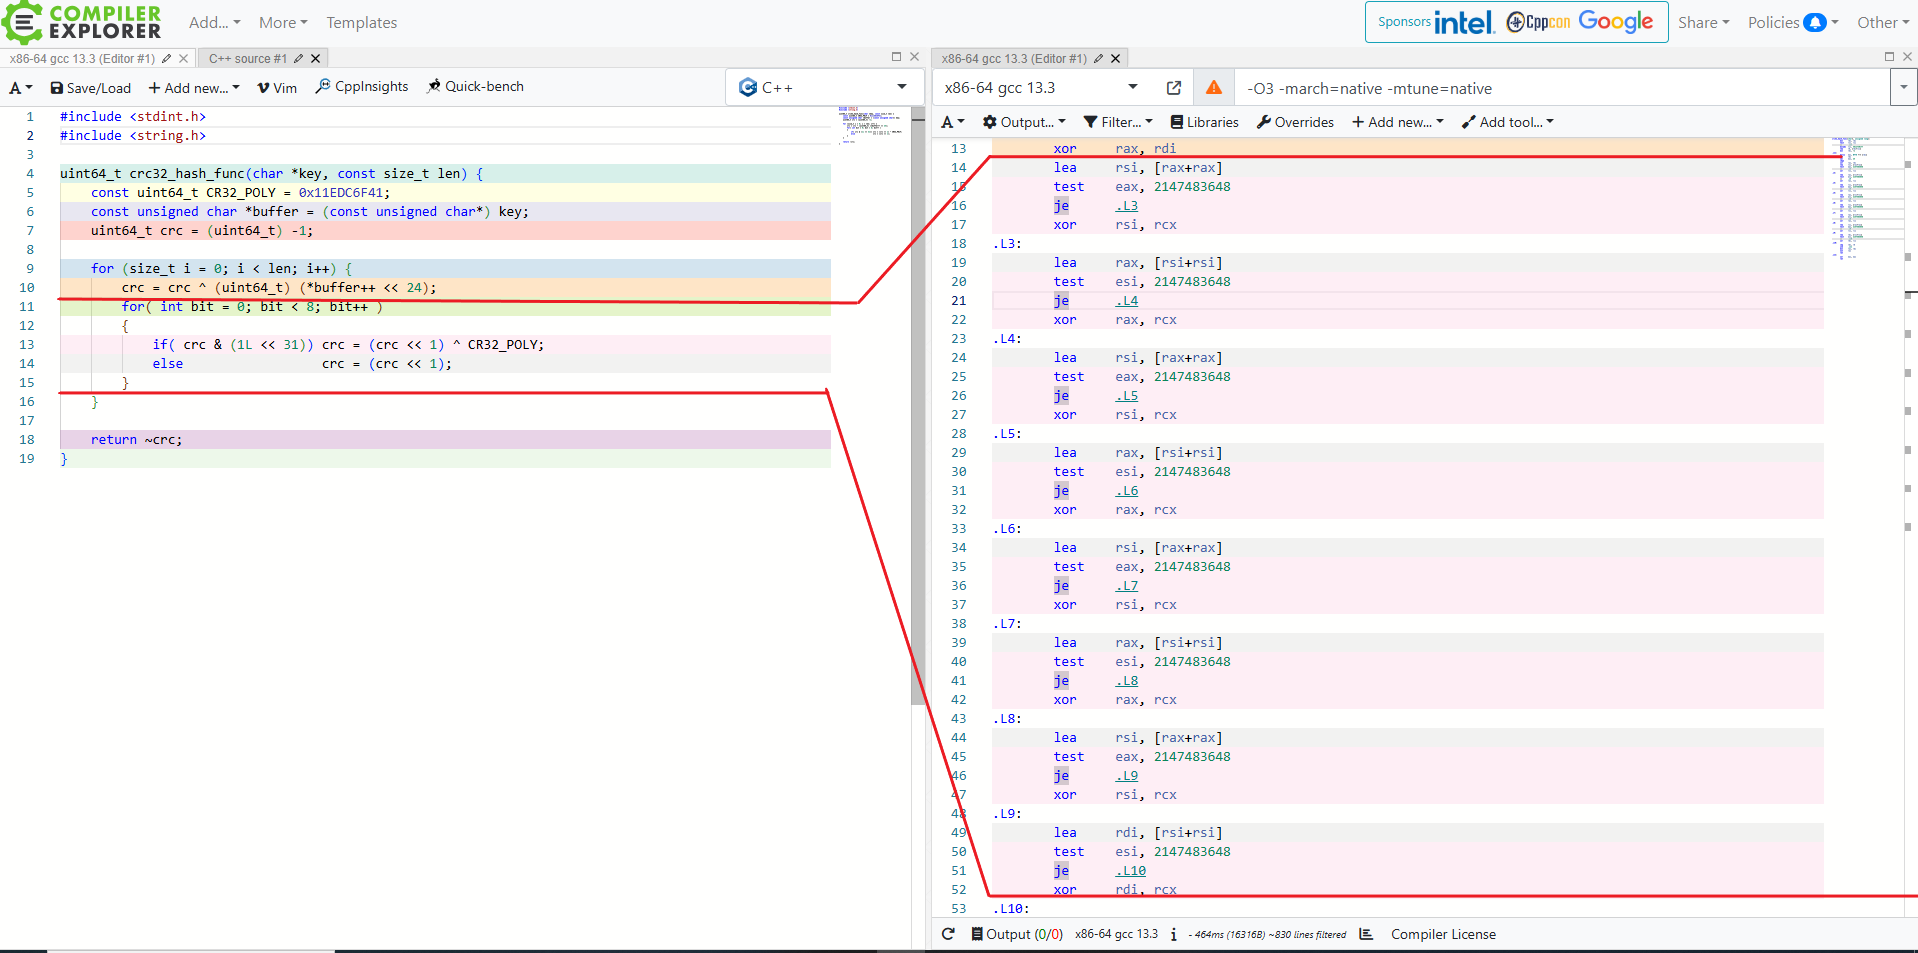 COMPILER EXPLORER Add... More Templates Sponsors intel. Cppcon Google Share Policies Other
x86-64 gcc 13.3 (Editor #1) C++ source #1
A Save/Load + Add new... Vim CppInsights Quick-bench C++
1 #include <stdint.h>
2 #include <string.h>
3
4 uint64_t crc32_hash_func(char *key, const size_t len) {
5 const uint64_t CR32_POLY = 0x11EDC6F41;
6 const unsigned char *buffer = (const unsigned char*) key;
7 uint64_t crc = (uint64_t) -1;
8
9 for (size_t i = 0; i < len; i++) {
10 crc = crc ^ (uint64_t) (*buffer++ << 24);
11 for( int bit = 0; bit < 8; bit++ )
12 {
13 if( crc & (1L << 31)) crc = (crc << 1) ^ CR32_POLY;
14 else crc = (crc << 1);
15 }
16 }
17
18 return ~crc;
19 }
x86-64 gcc 13.3 (Editor #1)
x86-64 gcc 13.3 -O3 -march=native -mtune=native
A Output... Filter... Libraries Overrides + Add new... Add tool...
13 xor rax, rdi
14 lea rsi, [rax+rax]
15 test eax, 2147483648
16 je .L3
17 xor rsi, rcx
18 .L3:
19 lea rax, [rsi+rsi]
20 test esi, 2147483648
21 je .L4
22 xor rax, rcx
23 .L4:
24 lea rsi, [rax+rax]
25 test eax, 2147483648
26 je .L5
27 xor rsi, rcx
28 .L5:
29 lea rax, [rsi+rsi]
30 test esi, 2147483648
31 je .L6
32 xor rax, rcx
33 .L6:
34 lea rsi, [rax+rax]
35 test eax, 2147483648
36 je .L7
37 xor rsi, rcx
38 .L7:
39 lea rax, [rsi+rsi]
40 test esi, 2147483648
41 je .L8
42 xor rax, rcx
43 .L8:
44 lea rsi, [rax+rax]
45 test eax, 2147483648
46 je .L9
47 xor rsi, rcx
48 .L9:
49 lea rdi, [rsi+rsi]
50 test esi, 2147483648
51 je .L10
52 xor rdi, rcx
53 .L10:
Output (0/0) x86-64 gcc 13.3 i - 464ms (16316B) ~830 lines filtered Compiler License